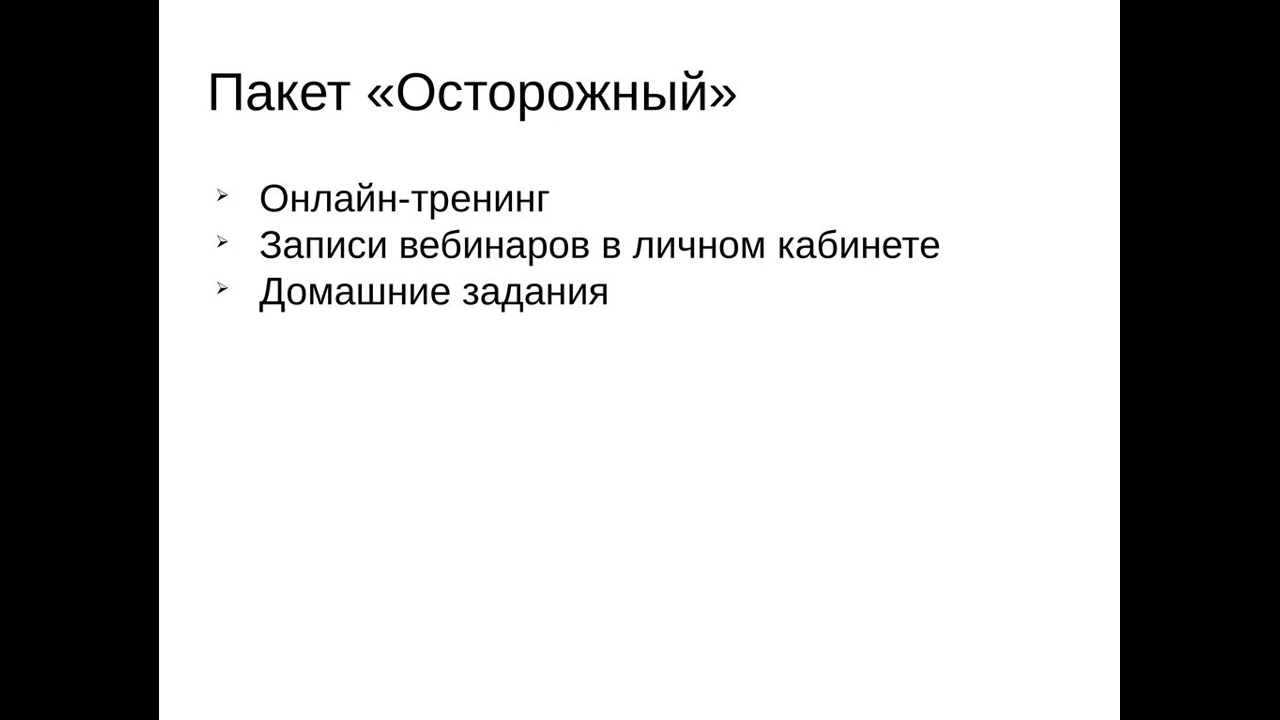 Пакет «Осторожный»
Онлайн-тренинг
Записи вебинаров в личном кабинете
Домашние задания